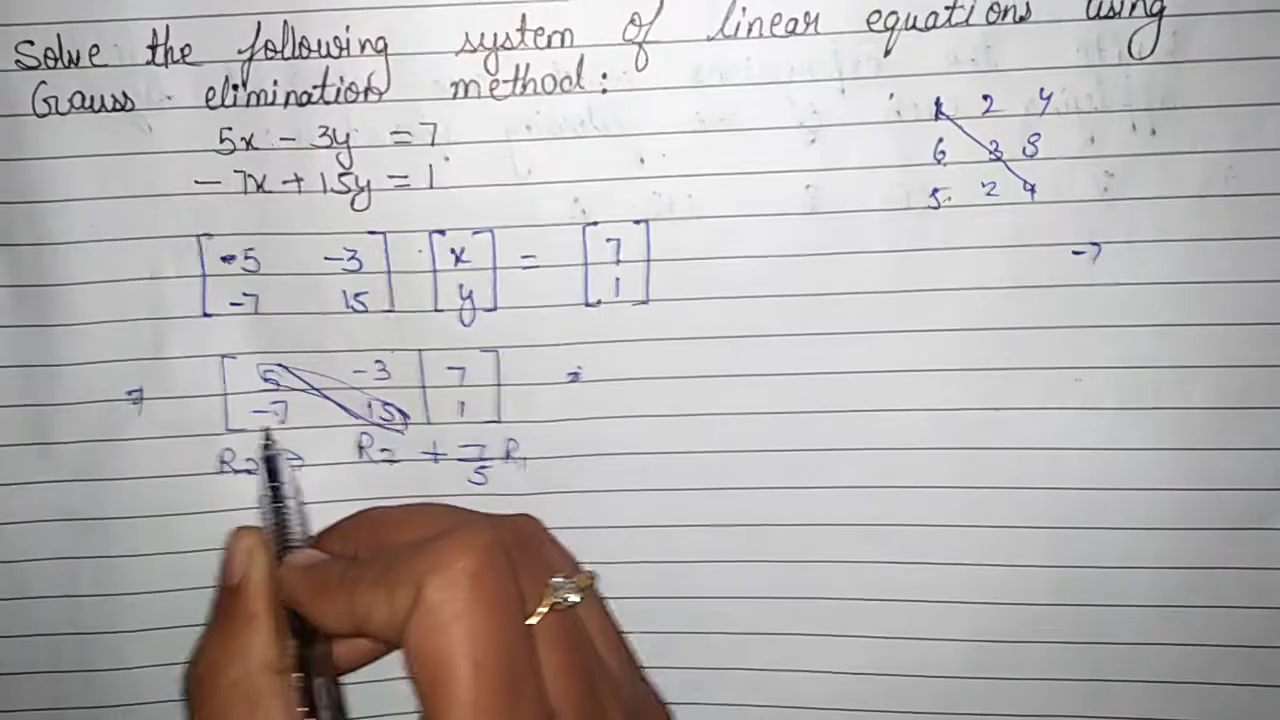 Solve the following system of linear equations using
Gauss elimination method:
5x - 3y = 7
- 7x + 15y = 1
1 2 4
6 3 8
5 2 4
[5 -3] [x] = [7]
[-7 15] [y] [1]
-7
[5 -3 | 7]
[-7 15 | 1]
R2 R2 + 7/5 R1